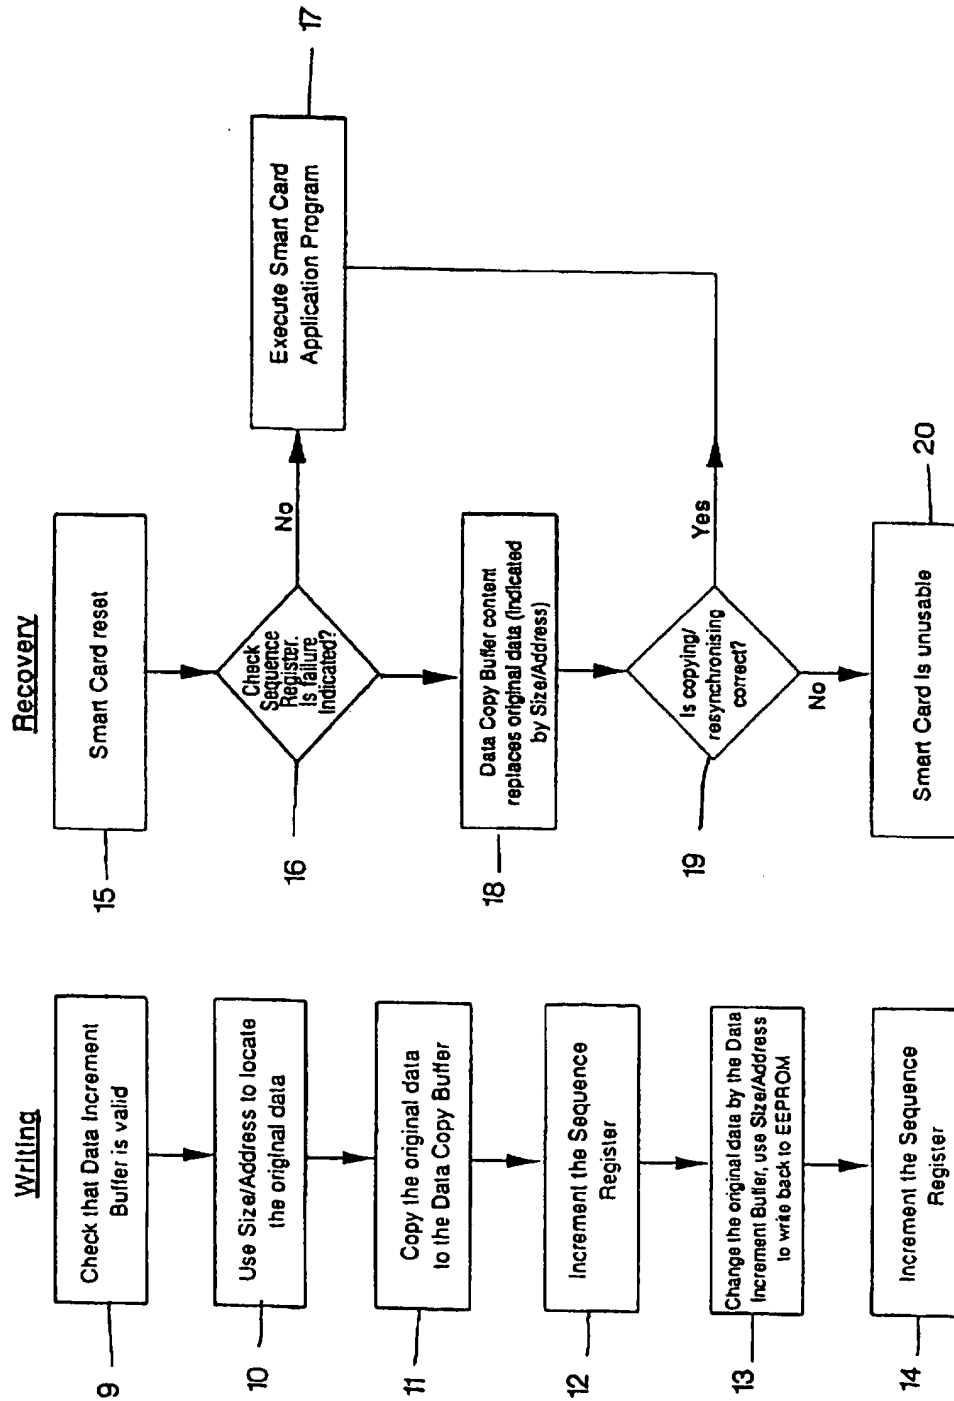 Writing
9
Check that Data Increment
Buffer is valid
10
Use Size/Address to locate
the original data
11
Copy the original data
to the Data Copy Buffer
12
Increment the Sequence
Register
13
Change the original data by the Data
Increment Buffer, use Size/Address
to write back to EEPROM
14
Increment the Sequence
Register
Recovery
15
Smart Card reset
16
Check
Sequence
Register.
Is failure
Indicated?
No
17
Execute Smart Card
Application Program
18
Data Copy Buffer content
replaces original data (Indicated
by Size/Address)
19
Is copying/
resynchronising
correct?
Yes
No
20
Smart Card is unusable